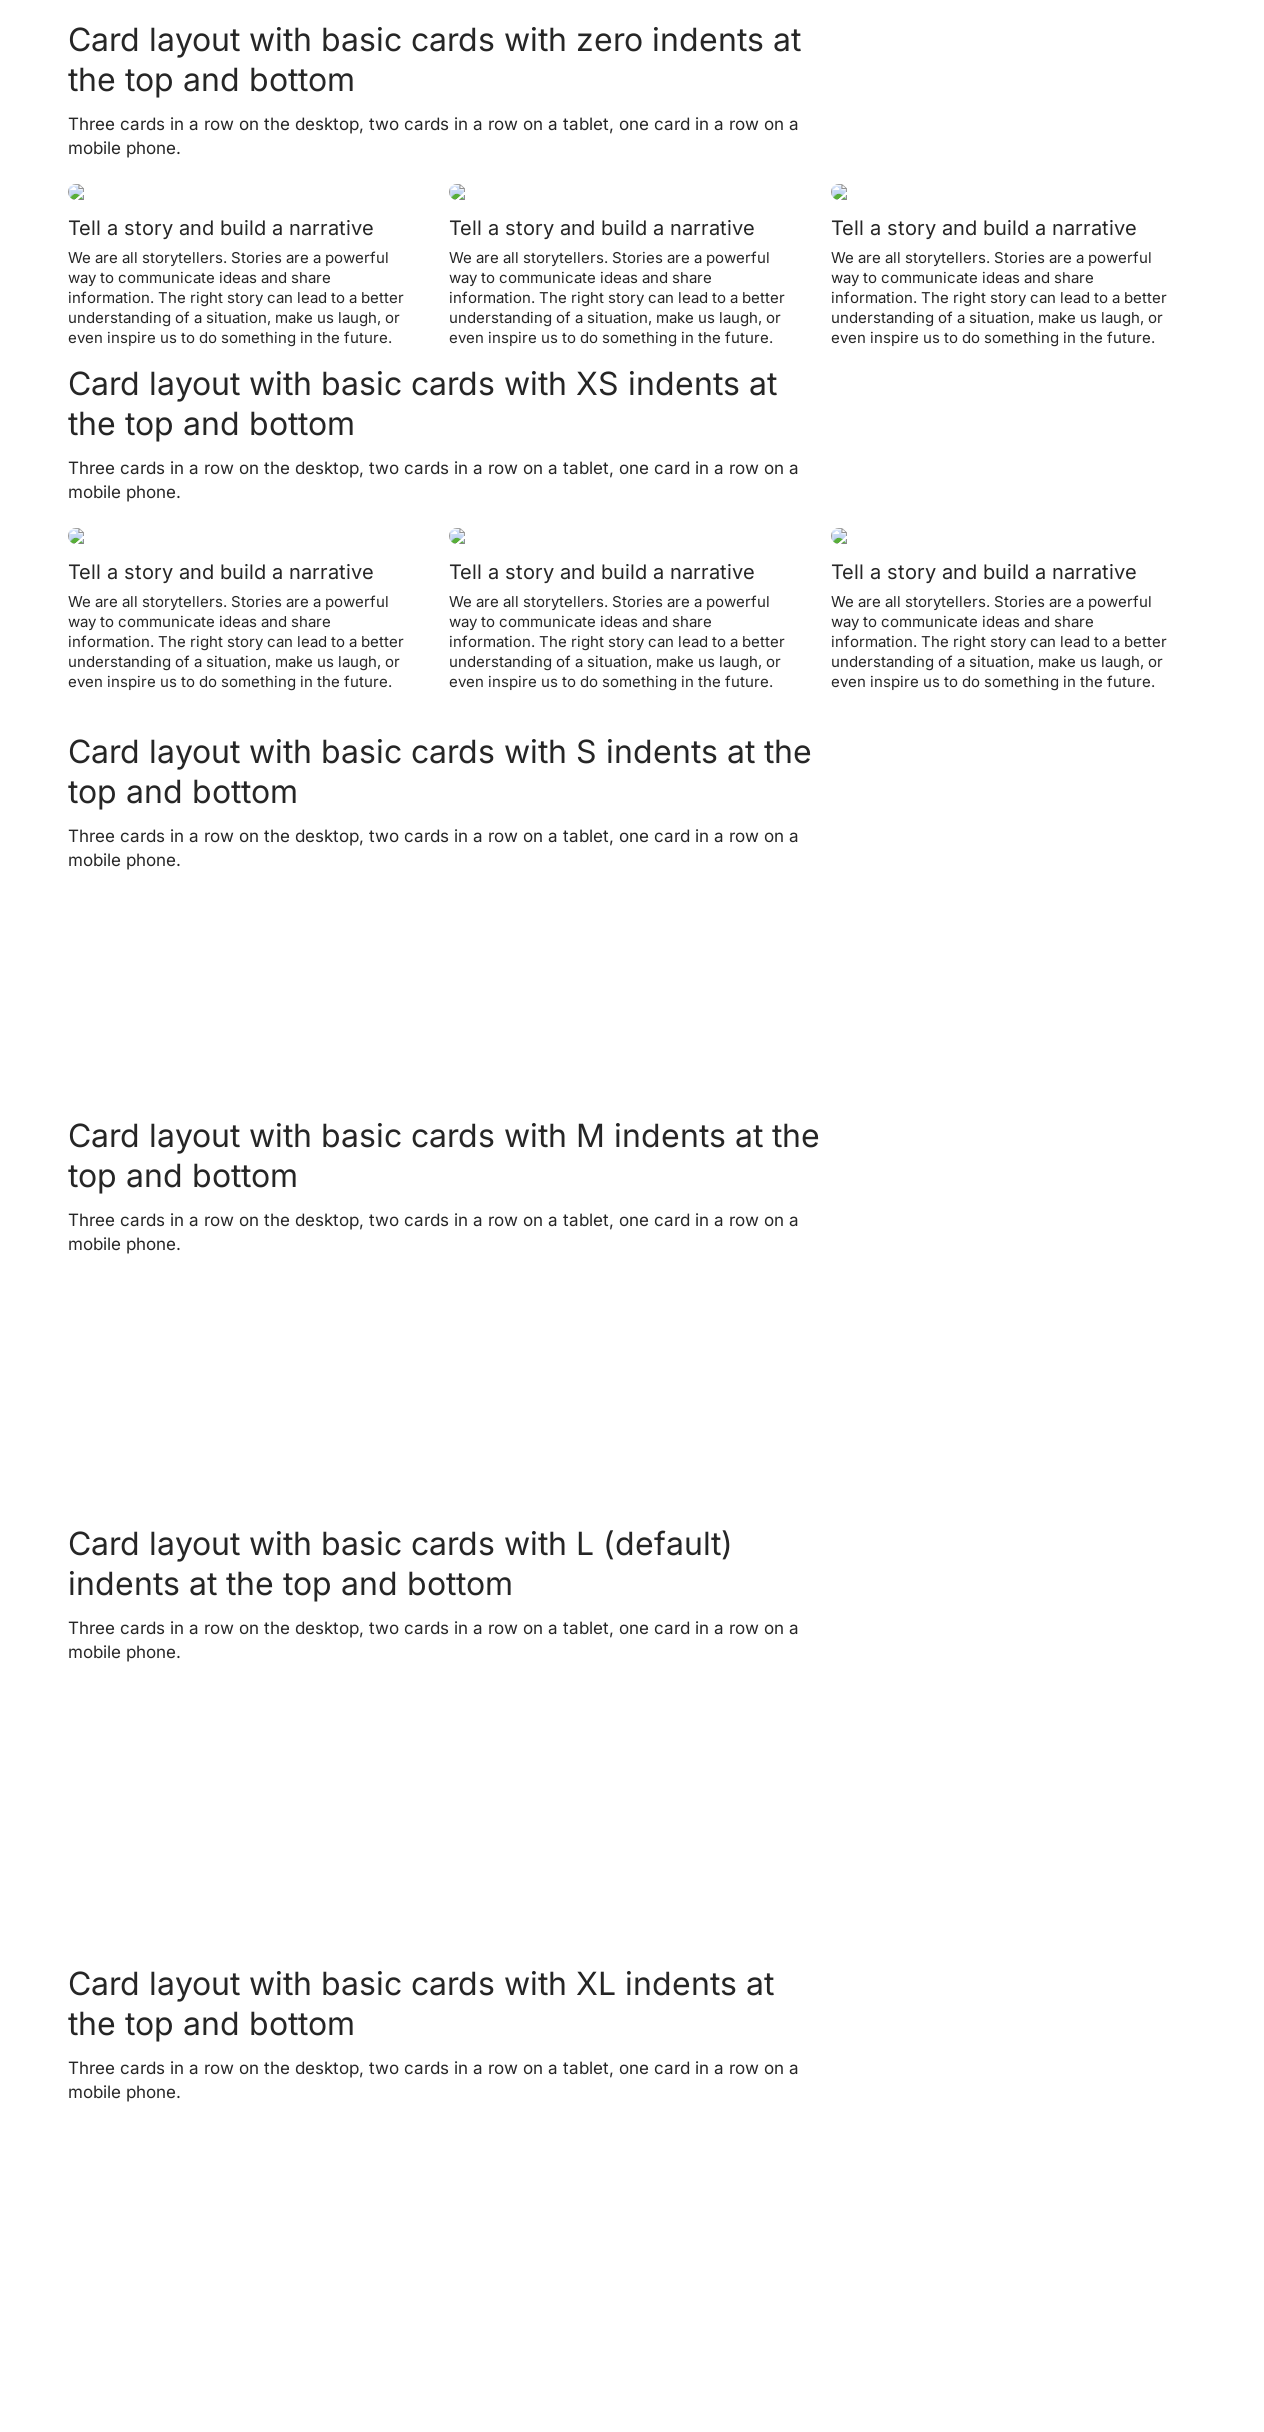 Card layout with basic cards with zero indents at
the top and bottom
Three cards in a row on the desktop, two cards in a row on a tablet, one card in a row on a
mobile phone.
Tell a story and build a narrative
We are all storytellers. Stories are a powerful
way to communicate ideas and share
information. The right story can lead to a better
understanding of a situation, make us laugh, or
even inspire us to do something in the future.
Tell a story and build a narrative
We are all storytellers. Stories are a powerful
way to communicate ideas and share
information. The right story can lead to a better
understanding of a situation, make us laugh, or
even inspire us to do something in the future.
Tell a story and build a narrative
We are all storytellers. Stories are a powerful
way to communicate ideas and share
information. The right story can lead to a better
understanding of a situation, make us laugh, or
even inspire us to do something in the future.
Card layout with basic cards with XS indents at
the top and bottom
Three cards in a row on the desktop, two cards in a row on a tablet, one card in a row on a
mobile phone.
Tell a story and build a narrative
We are all storytellers. Stories are a powerful
way to communicate ideas and share
information. The right story can lead to a better
understanding of a situation, make us laugh, or
even inspire us to do something in the future.
Tell a story and build a narrative
We are all storytellers. Stories are a powerful
way to communicate ideas and share
information. The right story can lead to a better
understanding of a situation, make us laugh, or
even inspire us to do something in the future.
Tell a story and build a narrative
We are all storytellers. Stories are a powerful
way to communicate ideas and share
information. The right story can lead to a better
understanding of a situation, make us laugh, or
even inspire us to do something in the future.
Card layout with basic cards with S indents at the
top and bottom
Three cards in a row on the desktop, two cards in a row on a tablet, one card in a row on a
mobile phone.
Card layout with basic cards with M indents at the
top and bottom
Three cards in a row on the desktop, two cards in a row on a tablet, one card in a row on a
mobile phone.
Card layout with basic cards with L (default)
indents at the top and bottom
Three cards in a row on the desktop, two cards in a row on a tablet, one card in a row on a
mobile phone.
Card layout with basic cards with XL indents at
the top and bottom
Three cards in a row on the desktop, two cards in a row on a tablet, one card in a row on a
mobile phone.